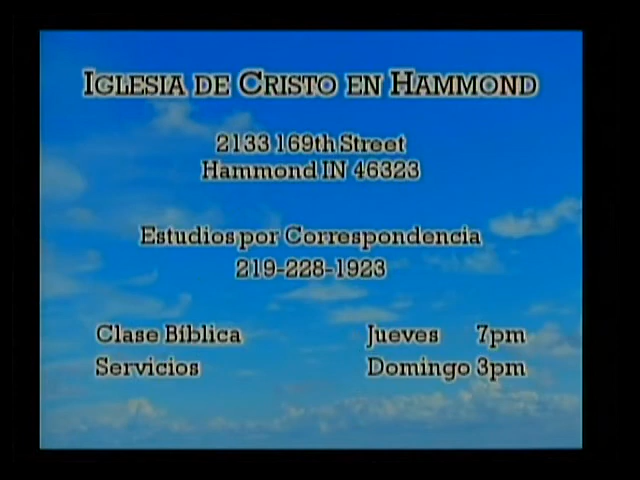 Iglesia de Cristo en Hammond
2133 169th Street
Hammond IN 46323
Estudios por Correspondencia
219-228-1923
Clase Bíblica Jueves 7pm
Servicios Domingo 3pm